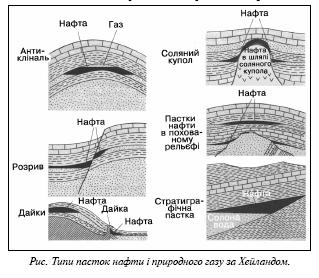 Нафта
Газ
Анти-
кліналь
Нафта
Розрив
Нафта
Дайка
Дайки
Нафта
Нафта
Соляний
купол
Нафта
в шляпі
соляного
купола
Нафта
Пастки
нафти
в похова-
ному
рельєфі
Стратигра-
фічна
пастка
Нафта
Солона
вода
Рис. Типи пасток нафти і природного газу за Хейландом.